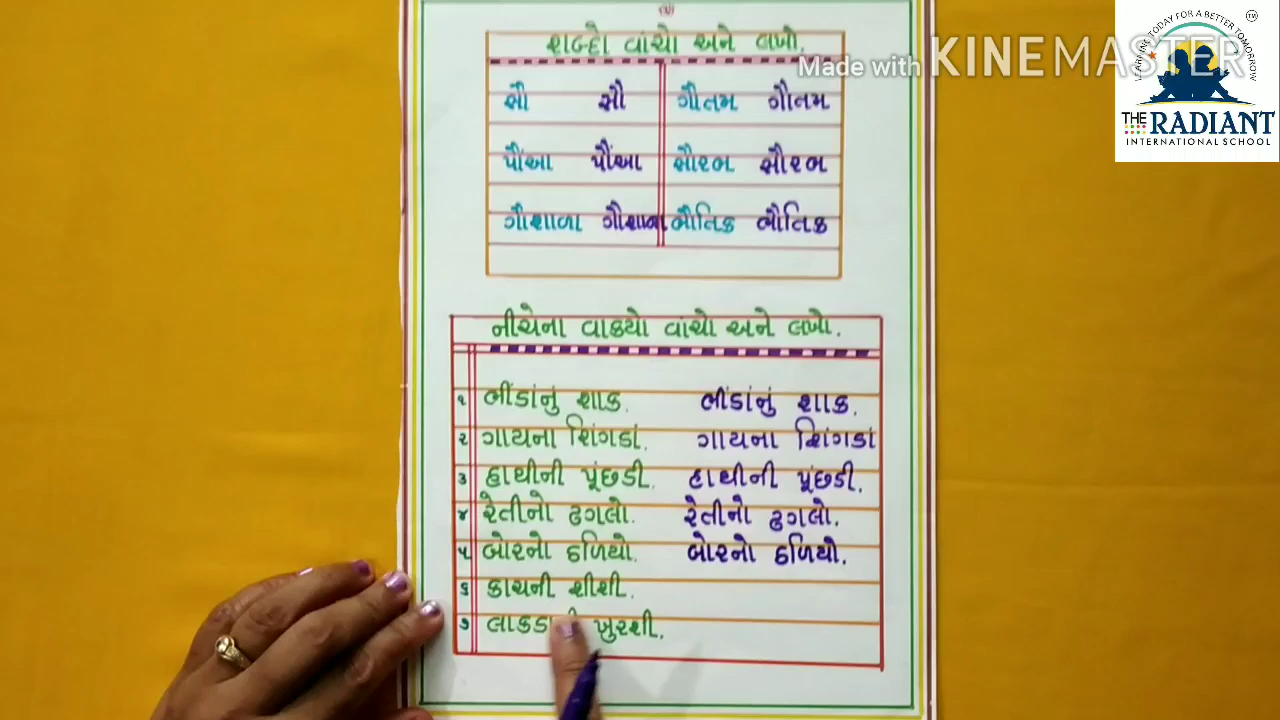 શબ્દો વાંચો અને લખો.
સૌ સૌ ગૌતમ ગૌતમ
પૌંઆ પૌંઆ સૌરભ સૌરભ
ગૌશાળા ગૌશાળા ભૌતિક ભૌતિક
નીચેના વાક્યો વાંચો અને લખો.
૧ ભીંડાંનું શાક. ભીંડાંનું શાક.
૨ ગાયના શિંગડાં. ગાયના શિંગડાં
૩ હાથીની પૂંછડી. હાથીની પૂંછડી.
૪ રેતીનો ઢગલો. રેતીનો ઢગલો.
૫ બોરનો ઠળિયો. બોરનો ઠળિયો.
૬ કાચની શીશી.
૭ ખુરશી.
Made with KINEMASTER
LEARNING TODAY FOR A BETTER TOMORROW
TM
THE RADIANT
INTERNATIONAL SCHOOL